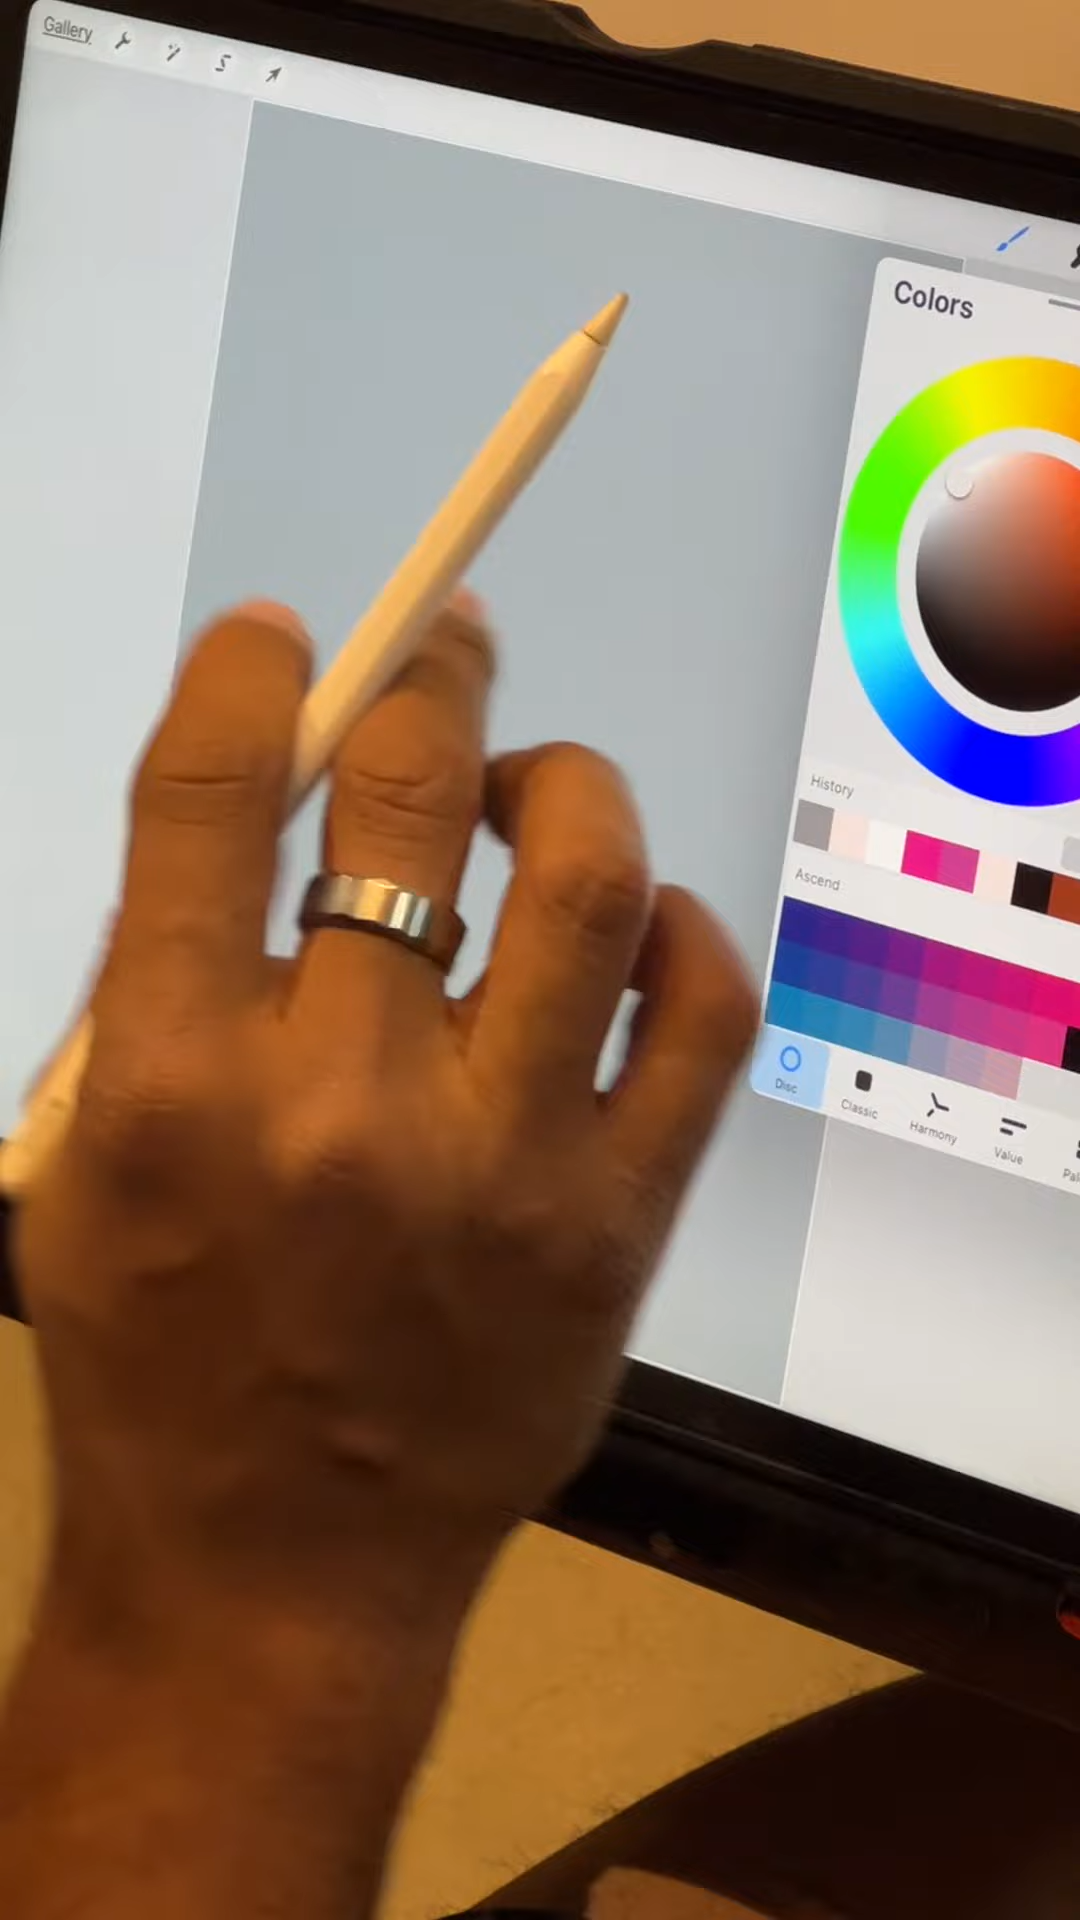 Gallery
Colors
History
Ascend
Disc
Classic
Harmony
Value